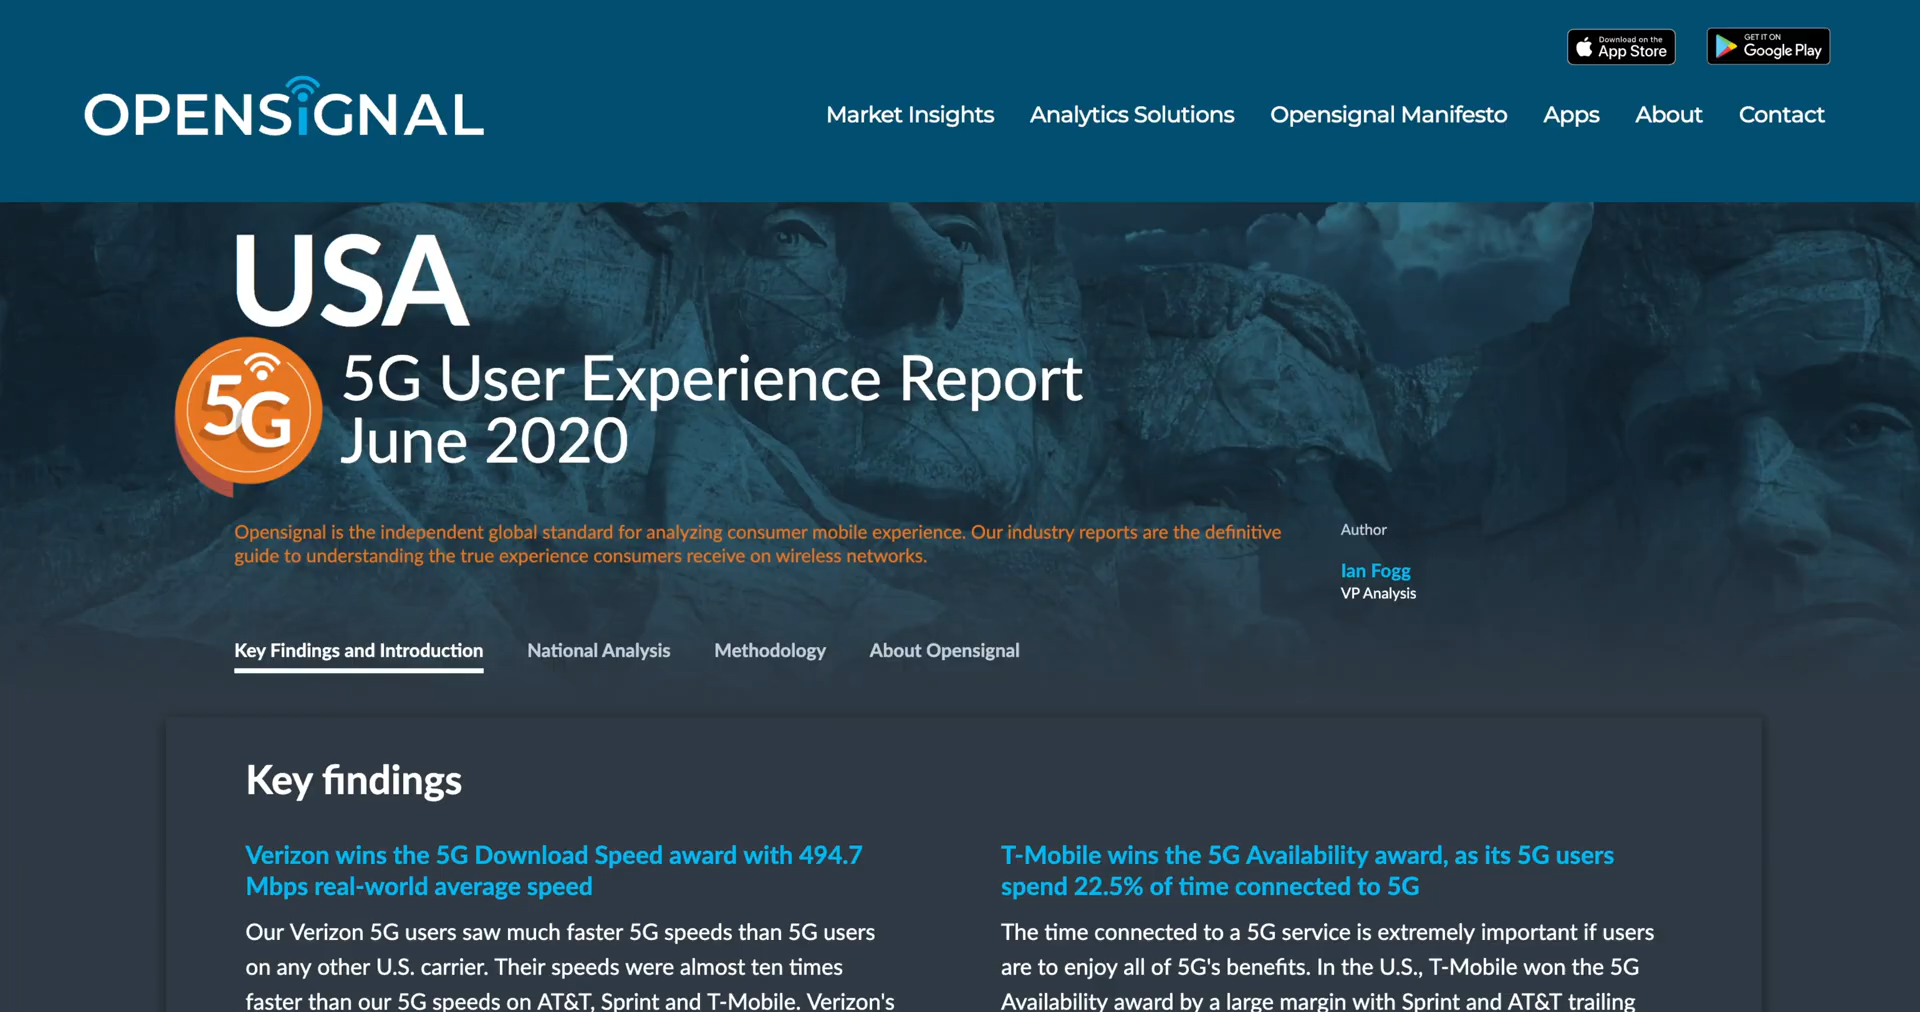 Download on the
App Store
GET IT ON
Google Play
OPENSiGNAL
Market Insights
Analytics Solutions
Opensignal Manifesto
Apps
About
Contact
USA
5G
5G User Experience Report
June 2020
Opensignal is the independent global standard for analyzing consumer mobile experience. Our industry reports are the definitive
guide to understanding the true experience consumers receive on wireless networks.
Author
Ian Fogg
VP Analysis
Key Findings and Introduction
National Analysis
Methodology
About Opensignal
Key findings
Verizon wins the 5G Download Speed award with 494.7
Mbps real-world average speed
Our Verizon 5G users saw much faster 5G speeds than 5G users
on any other U.S. carrier. Their speeds were almost ten times
faster than our 5G speeds on AT&T, Sprint and T-Mobile. Verizon's
T-Mobile wins the 5G Availability award, as its 5G users
spend 22.5% of time connected to 5G
The time connected to a 5G service is extremely important if users
are to enjoy all of 5G's benefits. In the U.S., T-Mobile won the 5G
Availability award by a large margin with Sprint and AT&T trailing